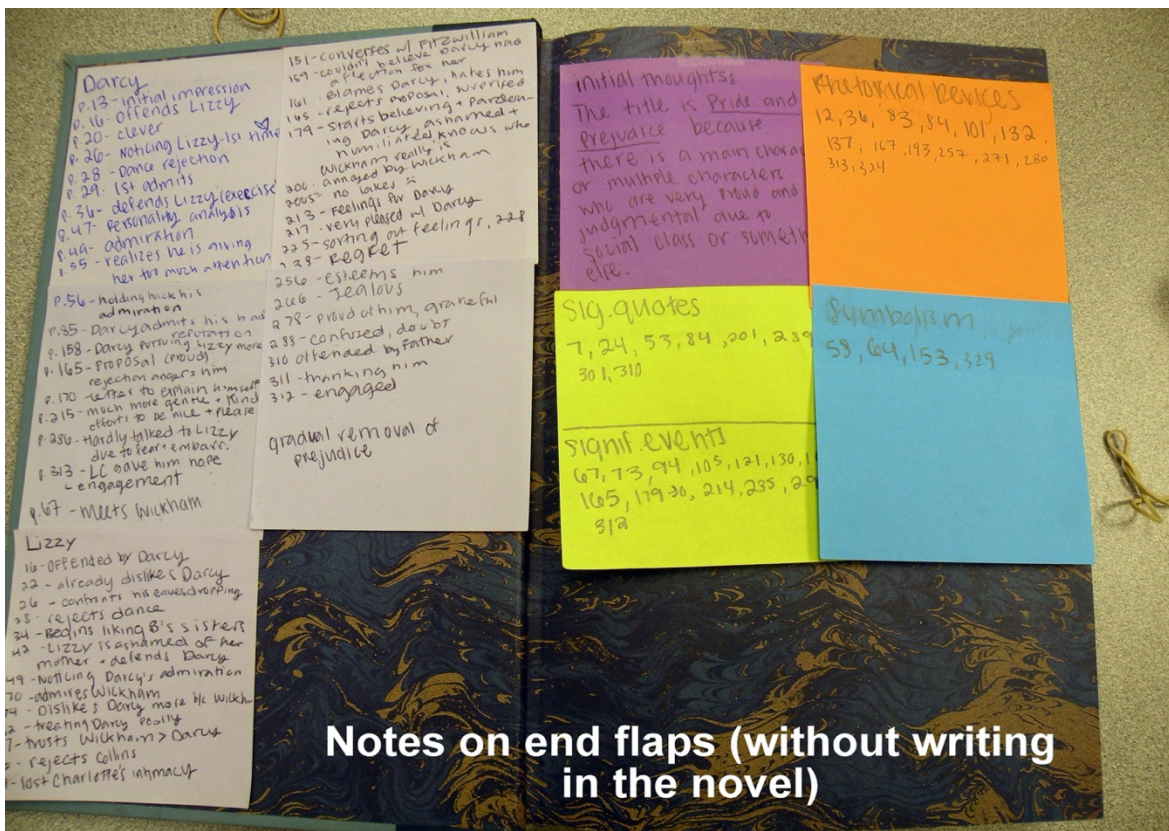 Darcy
p.13 - initial impression
p.16 - offends Lizzy
p.20 - clever
p.26 - Noticing Lizzy - 1st time
p.28 - Dance rejection
p.29 - 1st admits
p.36 - defends Lizzy (exercise
p.47 - personality analysis
p.49 - admiration
p.55 - realizes he is giving
her too much attention
p.56 - holding back his
admiration
p.85 - Darcy admits his bad
reputation
p.158 - Darcy pursuing Lizzy more
p.165 - Proposal (proud)
rejection angers him
p.170 - letter to explain himself
p.215 - much more gentle + kind
efforts to be nice + please
p.286 - Hardly talked to Lizzy
due to fear + embarr.
p.313 - LC gave him hope
engagement
p.67 - meets Wickham
Lizzy
16 - offended by Darcy
22 - already dislikes Darcy
26 - confronts his eavesdropping
28 - rejects dance
34 - Begins liking B's sisters
42 - Lizzy is ashamed of her
mother + defends Darcy
49 - Noticing Darcy's admiration
70 - admires Wickham
74 - Dislikes Darcy more b/c Wickham
- treating Darcy poorly
- trusts Wickham > Darcy
- rejects Collins
- lost Charlotte's intimacy
151 - converses w/ Fitzwilliam
159 - couldn't believe Darcy has
affection for her
161 - Blames Darcy, hates him
165 - rejects proposal, surprised
179 - starts believing + pardon-
ing Darcy, ashamed +
humiliated, knows who
Wickham really is
200 - annoyed by Wickham
205 - no lakes
213 - Feelings for Darcy
217 - very pleased w/ Darcy
225 - sorting out feelings, 228
- Regret
256 - esteems him
266 - Jealous
278 - proud of him, grateful
288 - confused, doubt
310 offended by Father
311 - thanking him
312 - engaged
gradual removal of
prejudice
initial thoughts:
The title is Pride and
Prejudice because
there is a main charac
or multiple characters
who are very proud and
judgmental due to
social class or someth
else.
Rhetorical Devices
12, 36, 83, 84, 101, 132,
137, 167, 193, 257, 271, 280
313, 324
Sig. quotes
7, 24, 53, 84, 201, 239
301, 310
signif. events
67, 73, 94, 105, 121, 130,
165, 179-80, 214, 235,
312
Symbolism
58, 64, 153, 329
Notes on end flaps (without writing
in the novel)